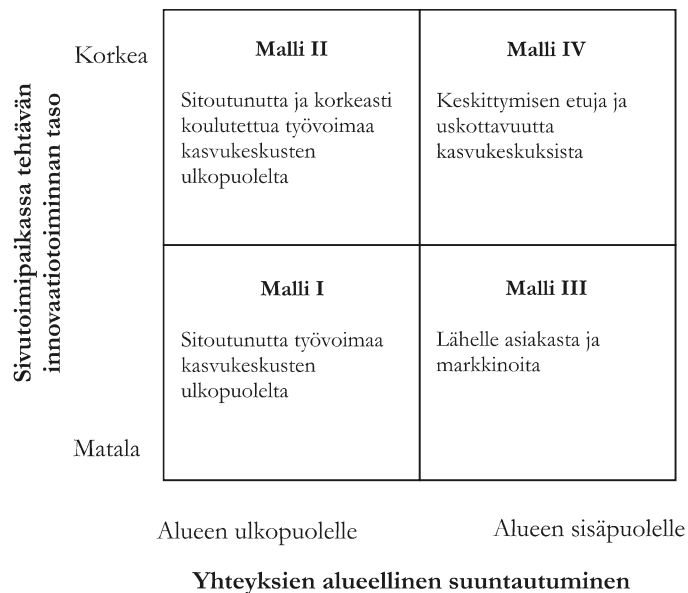 Sivutoimipaikassa tehtävän
innovaatiotoiminnan taso
Korkea
Malli II
Sitoutunutta ja korkeasti
koulutettua työvoimaa
kasvukeskusten
ulkopuolelta
Malli IV
Keskittymisen etuja ja
uskottavuutta
kasvukeskuksista
Malli I
Sitoutunutta työvoimaa
kasvukeskusten
ulkopuolelta
Malli III
Lähelle asiakasta ja
markkinoita
Matala
Alueen ulkopuolelle
Alueen sisäpuolelle
Yhteyksien alueellinen suuntautuminen